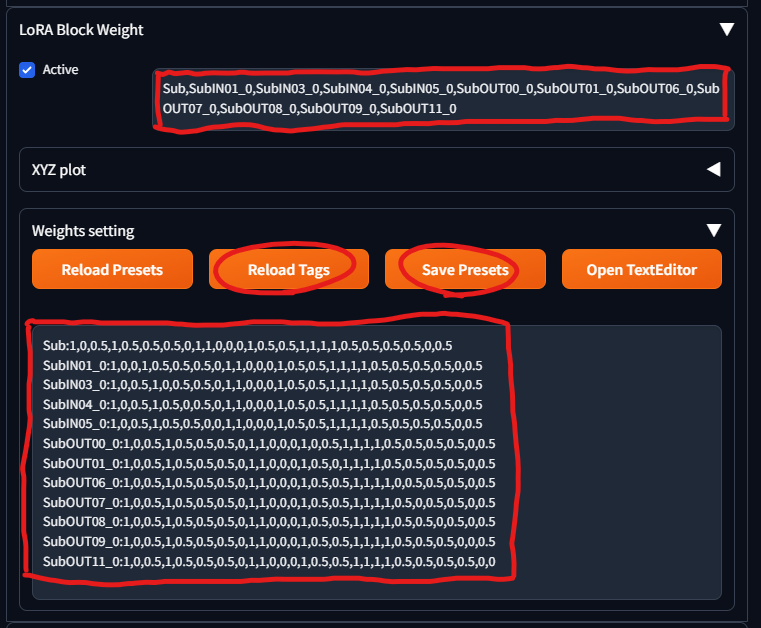 LoRA Block Weight
Active
Sub,SubIN01_0,SubIN03_0,SubIN04_0,SubIN05_0,SubOUT00_0,SubOUT01_0,SubOUT06_0,Sub
OUT07_0,SubOUT08_0,SubOUT09_0,SubOUT11_0
XYZ plot
Weights setting
Reload Presets
Reload Tags
Save Presets
Open TextEditor
Sub:1,0,0.5,1,0.5,0.5,0.5,0,1,1,0,0,0,1,0.5,0.5,1,1,1,1,0.5,0.5,0.5,0.5,0,0.5
SubIN01_0:1,0,0,1,0.5,0.5,0.5,0,1,1,0,0,0,1,0.5,0.5,1,1,1,1,0.5,0.5,0.5,0.5,0,0.5
SubIN03_0:1,0,0.5,1,0,0.5,0.5,0,1,1,0,0,0,1,0.5,0.5,1,1,1,1,0.5,0.5,0.5,0.5,0,0.5
SubIN04_0:1,0,0.5,1,0.5,0,0.5,0,1,1,0,0,0,1,0.5,0.5,1,1,1,1,0.5,0.5,0.5,0.5,0,0.5
SubIN05_0:1,0,0.5,1,0.5,0.5,0,0,1,1,0,0,0,1,0.5,0.5,1,1,1,1,0.5,0.5,0.5,0.5,0,0.5
SubOUT00_0:1,0,0.5,1,0.5,0.5,0.5,0,1,1,0,0,0,1,0,0.5,1,1,1,1,0.5,0.5,0.5,0.5,0,0.5
SubOUT01_0:1,0,0.5,1,0.5,0.5,0.5,0,1,1,0,0,0,1,0.5,0,1,1,1,1,0.5,0.5,0.5,0.5,0,0.5
SubOUT06_0:1,0,0.5,1,0.5,0.5,0.5,0,1,1,0,0,0,1,0.5,0.5,1,1,1,1,0,0.5,0.5,0.5,0,0.5
SubOUT07_0:1,0,0.5,1,0.5,0.5,0.5,0,1,1,0,0,0,1,0.5,0.5,1,1,1,1,0.5,0,0.5,0.5,0,0.5
SubOUT08_0:1,0,0.5,1,0.5,0.5,0.5,0,1,1,0,0,0,1,0.5,0.5,1,1,1,1,0.5,0.5,0,0.5,0,0.5
SubOUT09_0:1,0,0.5,1,0.5,0.5,0.5,0,1,1,0,0,0,1,0.5,0.5,1,1,1,1,0.5,0.5,0.5,0,0,0.5
SubOUT11_0:1,0,0.5,1,0.5,0.5,0.5,0,1,1,0,0,0,1,0.5,0.5,1,1,1,1,0.5,0.5,0.5,0.5,0,0